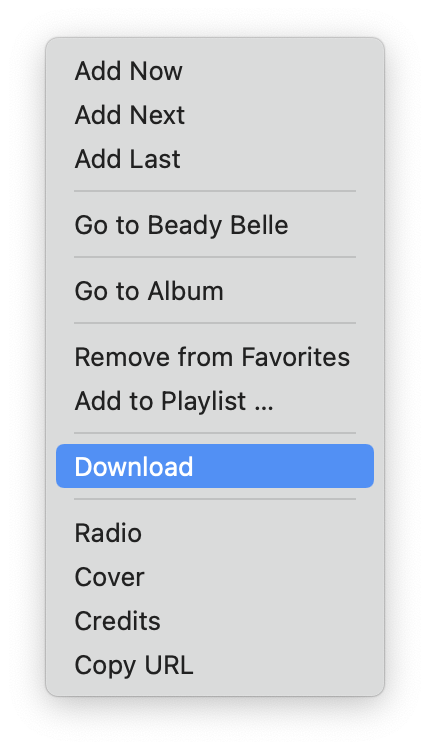 Add Now
Add Next
Add Last
Go to Beady Belle
Go to Album
Remove from Favorites
Add to Playlist ...
Download
Radio
Cover
Credits
Copy URL